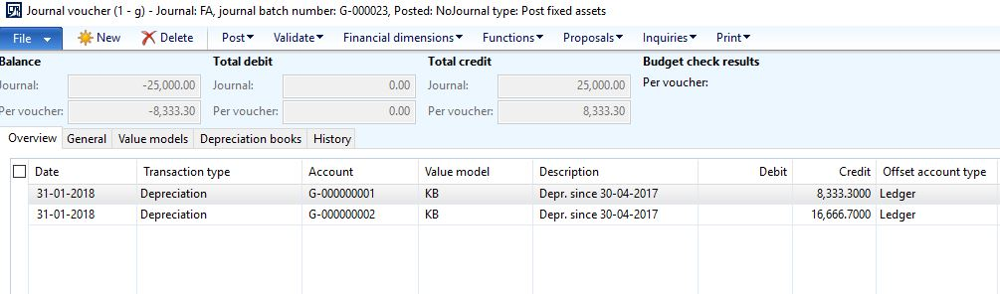 Journal voucher (1 - g) - Journal: FA, journal batch number: G-000023, Posted: NoJournal type: Post fixed assets
File New Delete Post Validate Financial dimensions Functions Proposals Inquiries Print
Balance Total debit Total credit Budget check results
Journal: -25,000.00 Journal: 0.00 Journal: 25,000.00 Per voucher:
Per voucher: -8,333.30 Per voucher: 0.00 Per voucher: 8,333.30
Overview General Value models Depreciation books History
Date Transaction type Account Value model Description Debit Credit Offset account type
31-01-2018 Depreciation G-000000001 KB Depr. since 30-04-2017 8,333.3000 Ledger
31-01-2018 Depreciation G-000000002 KB Depr. since 30-04-2017 16,666.7000 Ledger